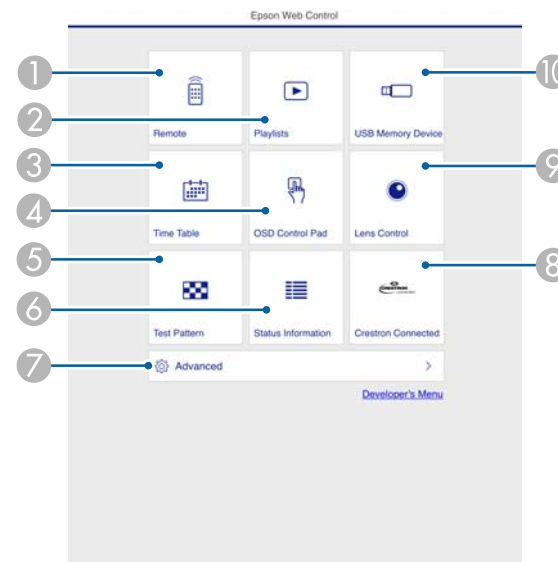 Epson Web Control
1
Remote
2
Playlists
10
USB Memory Device
3
Time Table
4
OSD Control Pad
9
Lens Control
5
Test Pattern
6
Status Information
8
CRESTRON
Crestron Connected
7
Advanced
Developer's Menu